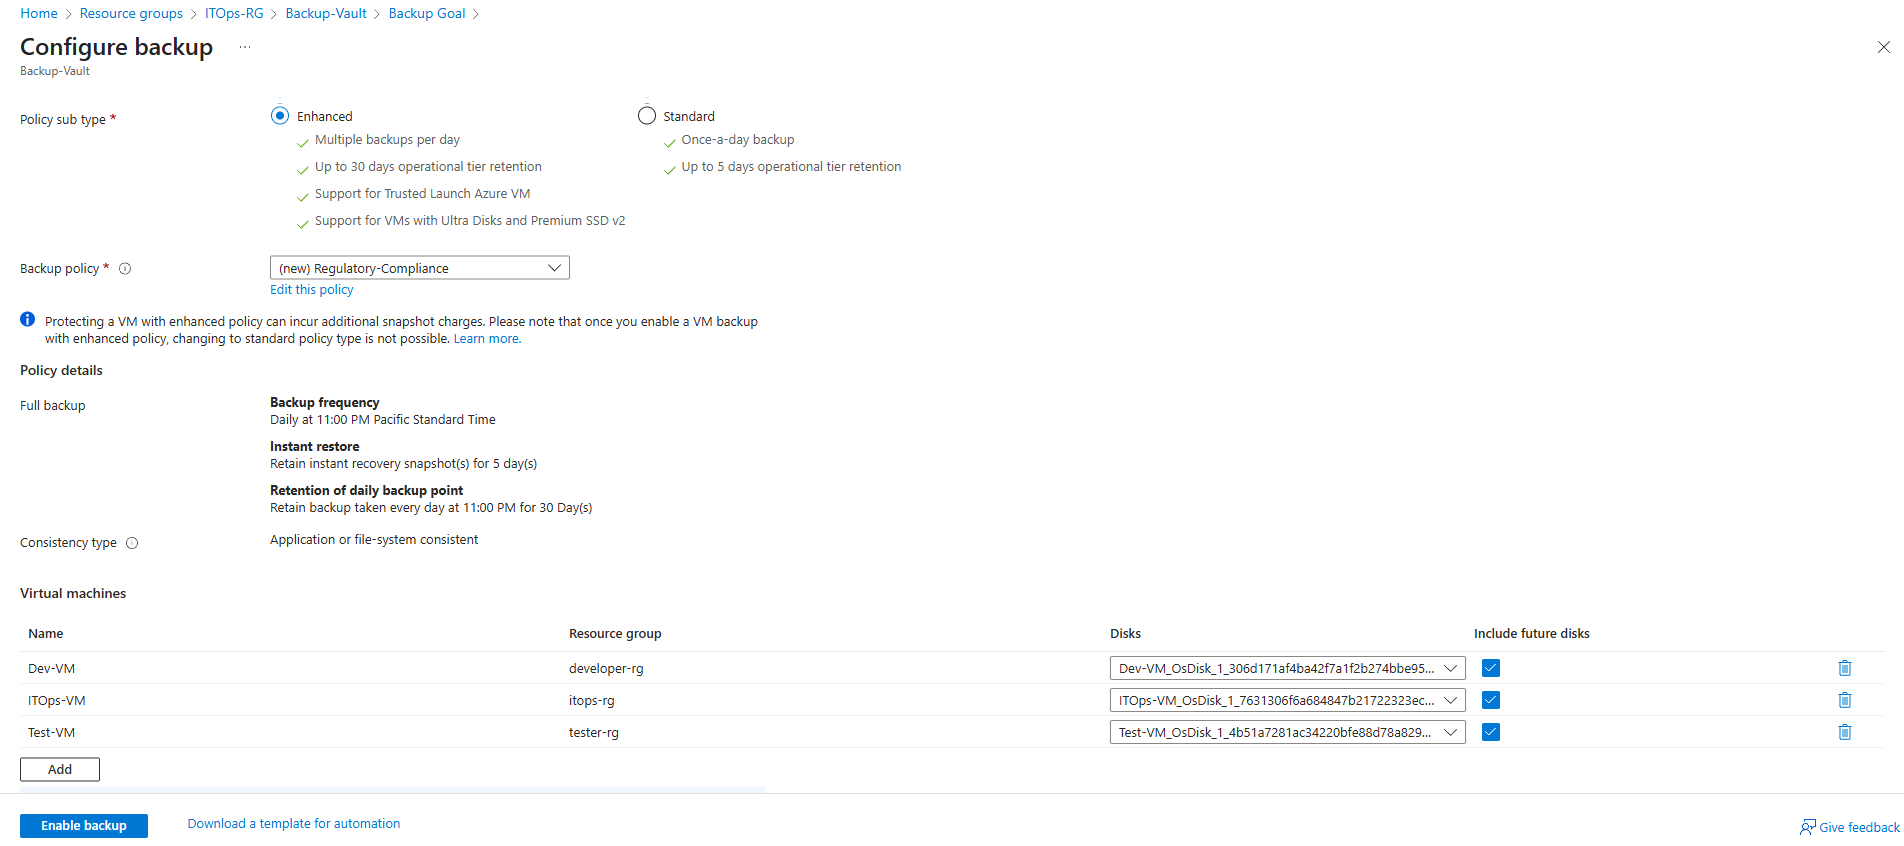 Home > Resource groups > ITOps-RG > Backup-Vault > Backup Goal >
Configure backup ...
Backup-Vault
Policy sub type *
Enhanced
Multiple backups per day
Up to 30 days operational tier retention
Support for Trusted Launch Azure VM
Support for VMs with Ultra Disks and Premium SSD v2
Standard
Once-a-day backup
Up to 5 days operational tier retention
Backup policy *
(new) Regulatory-Compliance
Edit this policy
Protecting a VM with enhanced policy can incur additional snapshot charges. Please note that once you enable a VM backup
with enhanced policy, changing to standard policy type is not possible. Learn more.
Policy details
Full backup
Backup frequency
Daily at 11:00 PM Pacific Standard Time
Instant restore
Retain instant recovery snapshot(s) for 5 day(s)
Retention of daily backup point
Retain backup taken every day at 11:00 PM for 30 Day(s)
Consistency type
Application or file-system consistent
Virtual machines
Name Resource group Disks Include future disks
Dev-VM developer-rg Dev-VM_OsDisk_1_306d171af4ba42f7a1f2b274bbe95...
ITOps-VM itops-rg ITOps-VM_OsDisk_1_7631306f6a684847b21722323ec...
Test-VM tester-rg Test-VM_OsDisk_1_4b51a7281ac34220bfe88d78a829...
Add
Enable backup
Download a template for automation
Give feedback